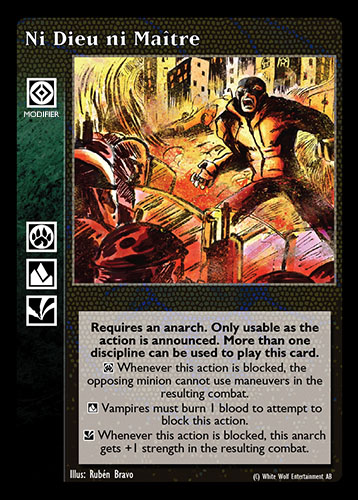 Ni Dieu ni Maître
MODIFIER
Requires an anarch. Only usable as the
action is announced. More than one
discipline can be used to play this card.
Whenever this action is blocked, the
opposing minion cannot use maneuvers in the
resulting combat.
Vampires must burn 1 blood to attempt to
block this action.
Whenever this action is blocked, this anarch
gets +1 strength in the resulting combat.
Illus: Rubén Bravo
(C) White Wolf Entertainment AB